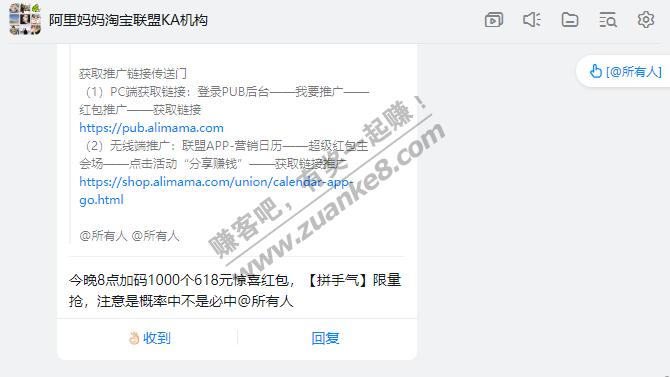 阿里妈妈淘宝联盟KA机构
[@所有人]
获取推广链接传送门
（1）PC端获取链接：登录PUB后台——我要推广——
红包推广——获取链接
https://pub.alimama.com
（2）无线端推广：联盟APP-营销日历——超级红包主
会场——点击活动“分享赚钱”——获取链接推广
https://shop.alimama.com/union/calendar-app-
go.html
@所有人 @所有人
今晚8点加码1000个618元惊喜红包，【拼手气】限量
抢，注意是概率中不是必中@所有人
👌收到
回复
赚客吧，有奖一起赚！
www.zuanke8.com